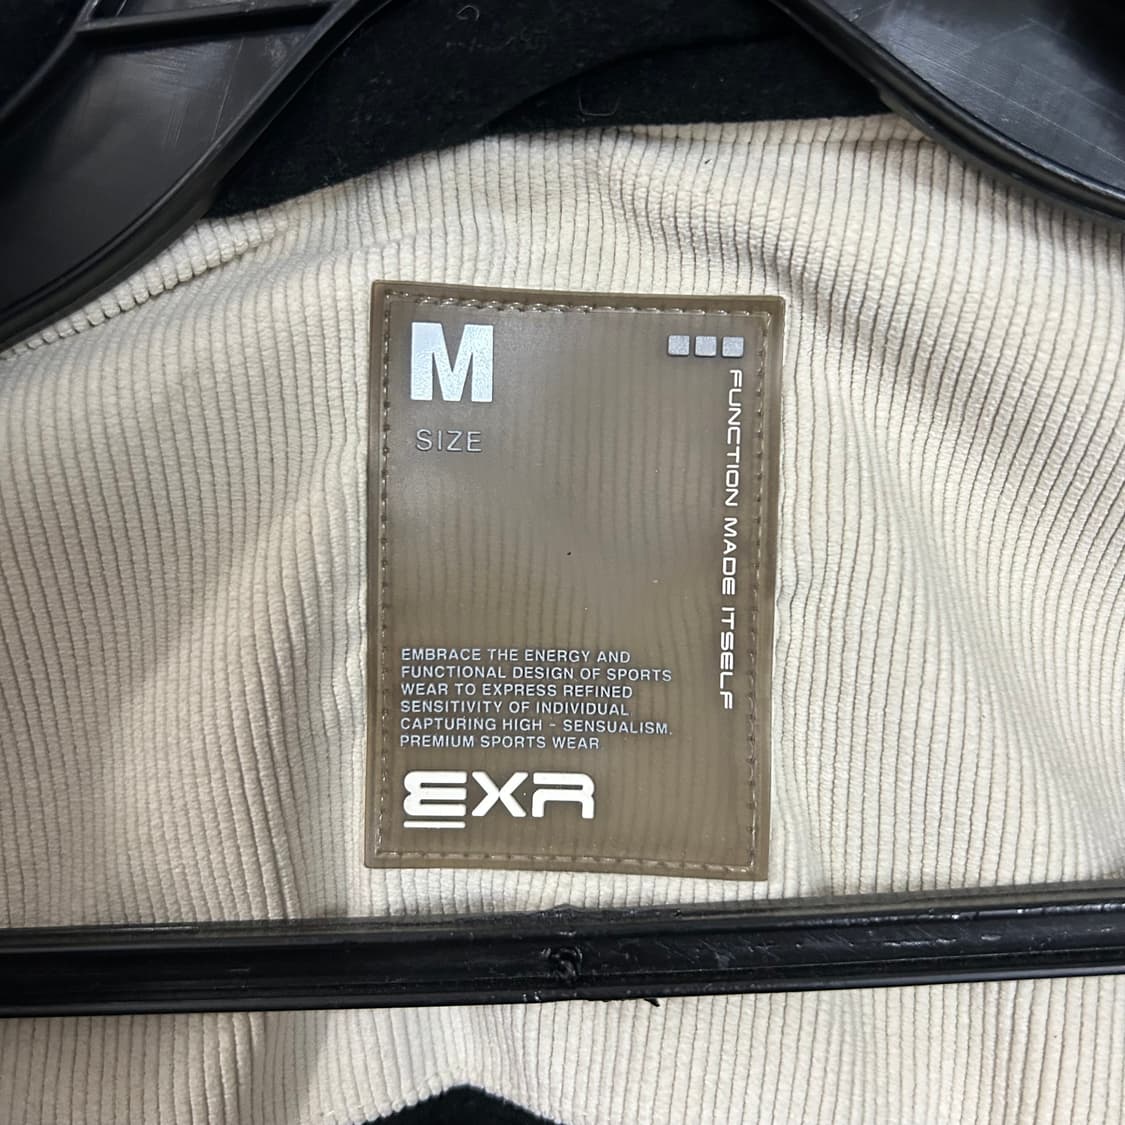 M
SIZE
FUNCTION MADE ITSELF
EMBRACE THE ENERGY AND
FUNCTIONAL DESIGN OF SPORTS
WEAR TO EXPRESS REFINED
SENSITIVITY OF INDIVIDUAL
CAPTURING HIGH - SENSUALISM.
PREMIUM SPORTS WEAR
EXR